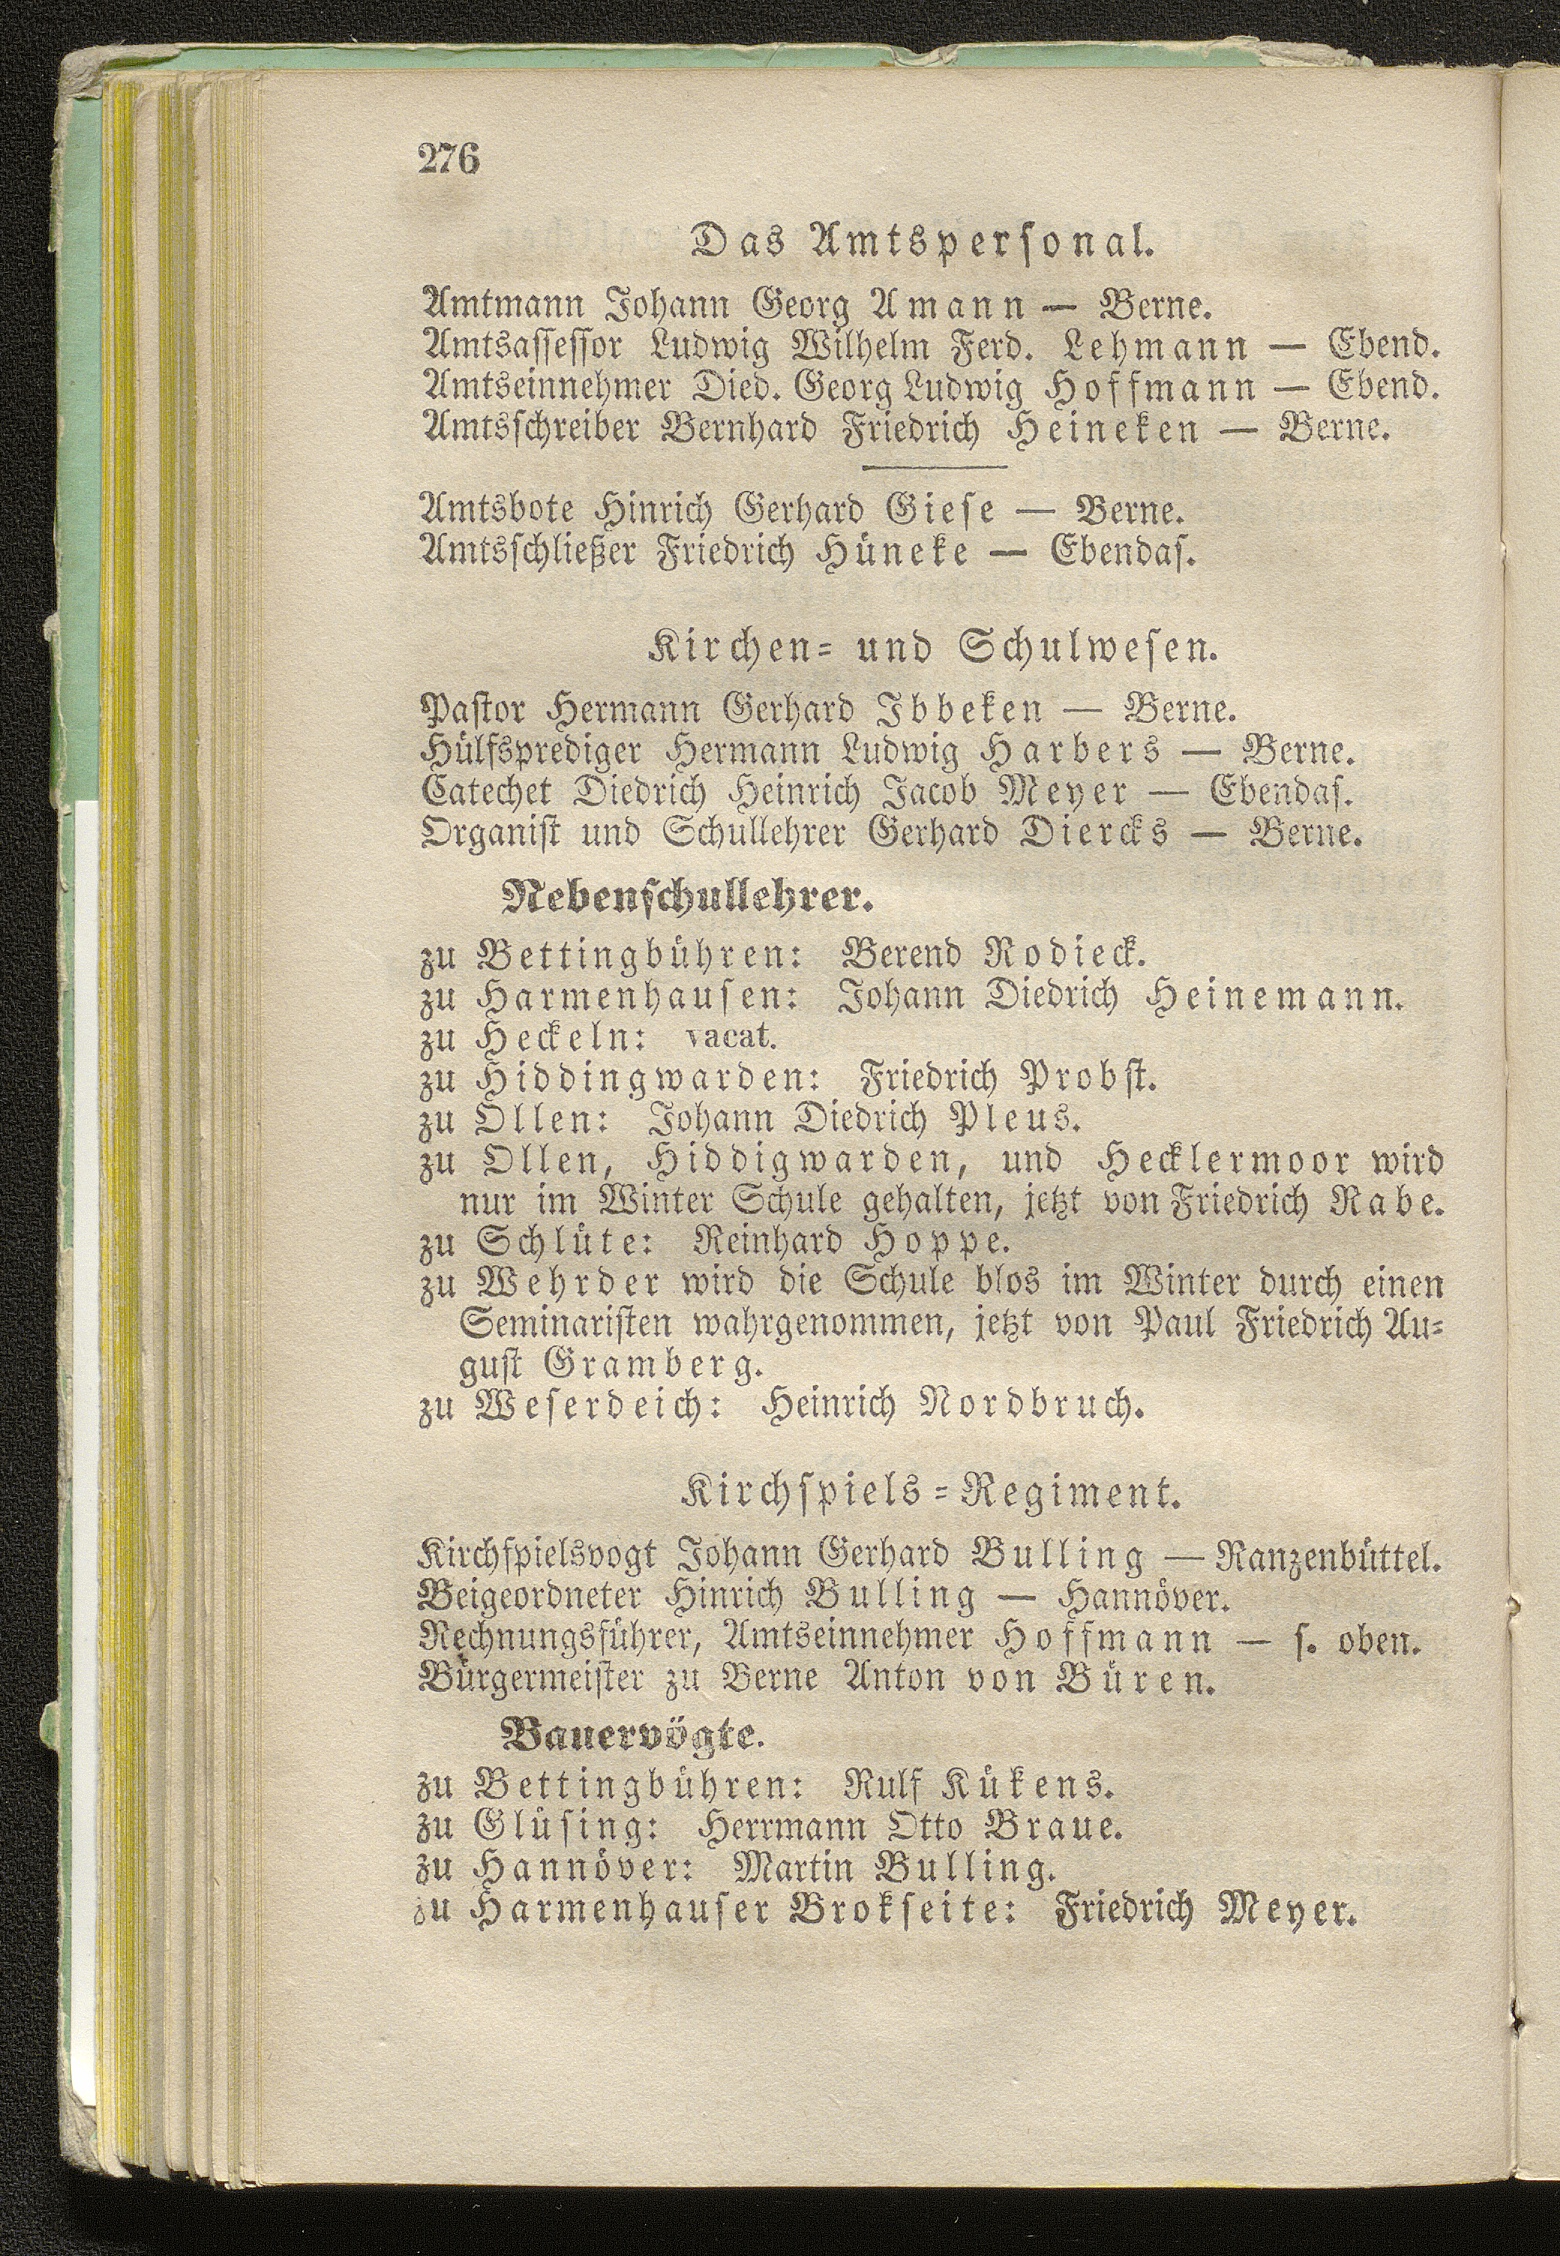 276
Das Amtspersonal.
Amtmann Johann Georg Amann — Berne.
Amtsassessor Ludwig Wilhelm Ferd. Lehmann — Ebend.
Amtseinnehmer Died. Georg Ludwig Hoffmann — Ebend.
Amtsschreiber Bernhard Friedrich Heineken — Berne.
Amtsbote Hinrich Gerhard Giese — Berne.
Amtsschließer Friedrich Hüneke — Ebendas.
Kirchen- und Schulwesen.
Pastor Hermann Gerhard Ibbeken — Berne.
Hülfsprediger Hermann Ludwig Harbers — Berne.
Catechet Diedrich Heinrich Jacob Meyer — Ebendas.
Organist und Schullehrer Gerhard Diercks — Berne.
Nebenschullehrer.
zu Bettingbühren: Berend Rodieck.
zu Harmenhausen: Johann Diedrich Heinemann.
zu Heckeln: vacat.
zu Hiddingwarden: Friedrich Probst.
zu Ollen: Johann Diedrich Pleus.
zu Ollen, Hiddigwarden, und Hecklermoor wird
nur im Winter Schule gehalten, jetzt von Friedrich Rabe.
zu Schlüte: Reinhard Hoppe.
zu Wehrder wird die Schule blos im Winter durch einen
Seminaristen wahrgenommen, jetzt von Paul Friedrich Au-
gust Gramberg.
zu Weserdeich: Heinrich Nordbruch.
Kirchspiels-Regiment.
Kirchspielsvogt Johann Gerhard Bulling — Ranzenbüttel.
Beigeordneter Hinrich Bulling — Hannöver.
Rechnungsführer, Amtseinnehmer Hoffmann — s. oben.
Bürgermeister zu Berne Anton von Büren.
Bauervögte.
zu Bettingbühren: Rulf Kükens.
zu Glüsing: Herrmann Otto Braue.
zu Hannöver: Martin Bulling.
zu Harmenhauser Brokseite: Friedrich Meyer.